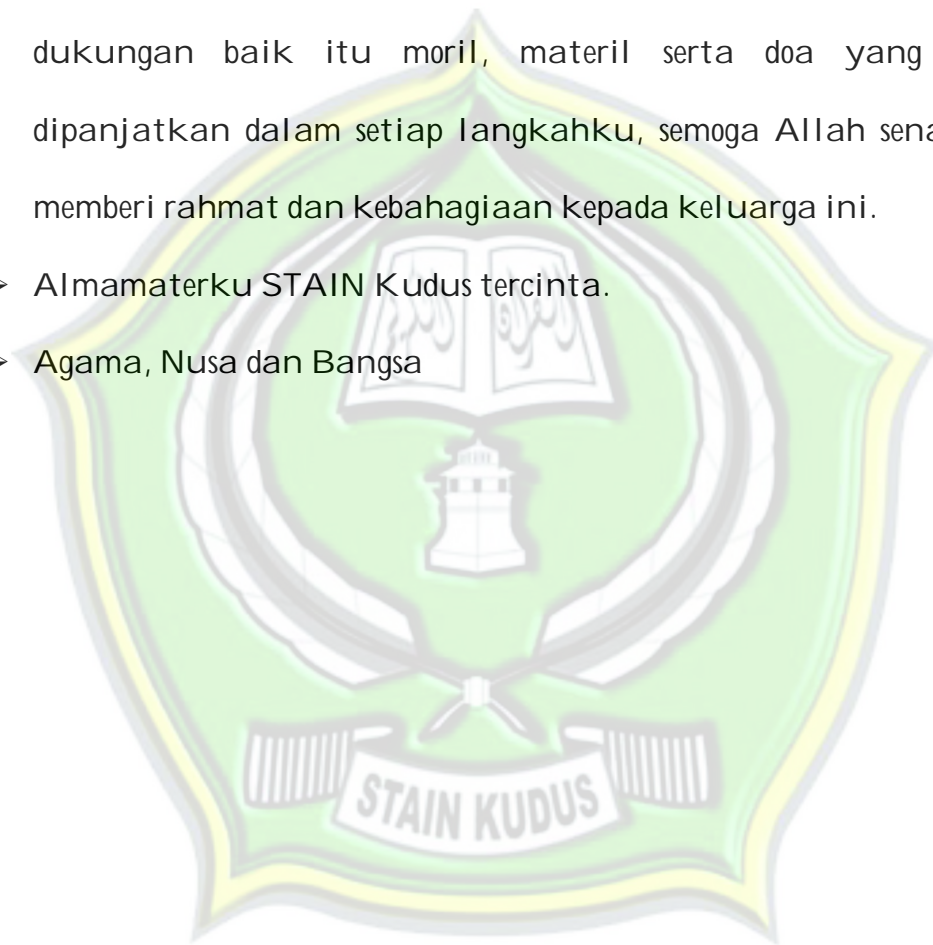 dukungan baik itu moril, materil serta doa yang
dipanjatkan dalam setiap langkahku, semoga Allah sena
memberi rahmat dan kebahagiaan kepada keluarga ini.
➢ Almamaterku STAIN Kudus tercinta.
➢ Agama, Nusa dan Bangsa
STAIN KUDUS